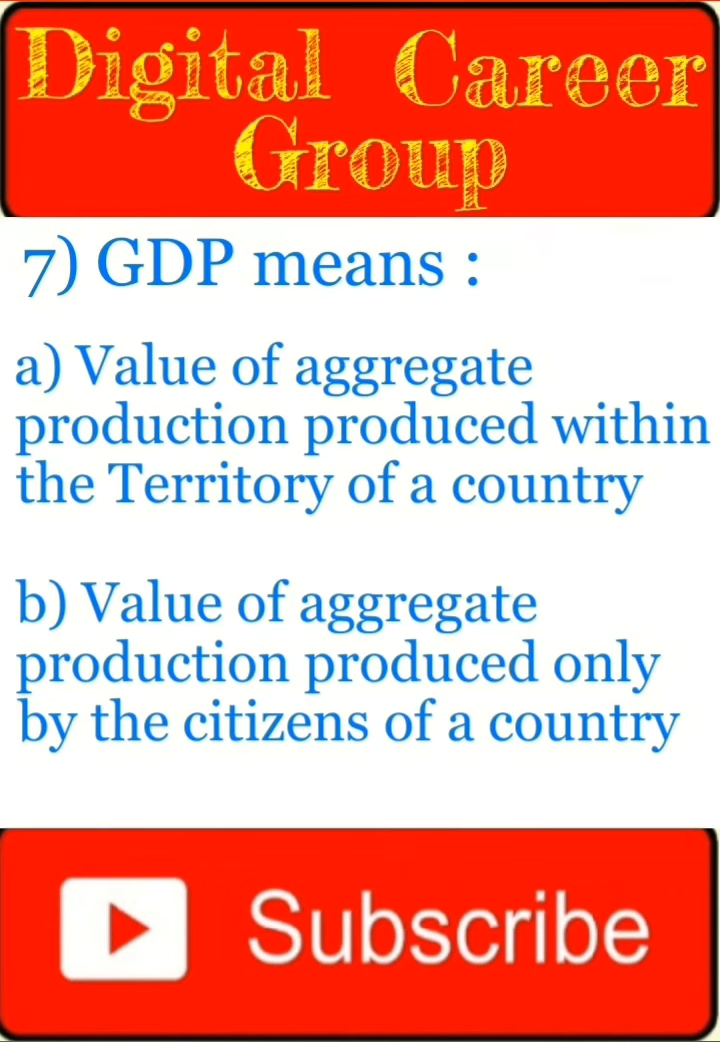 Digital Career
Group
7) GDP means :
a) Value of aggregate
production produced within
the Territory of a country
b) Value of aggregate
production produced only
by the citizens of a country
Subscribe